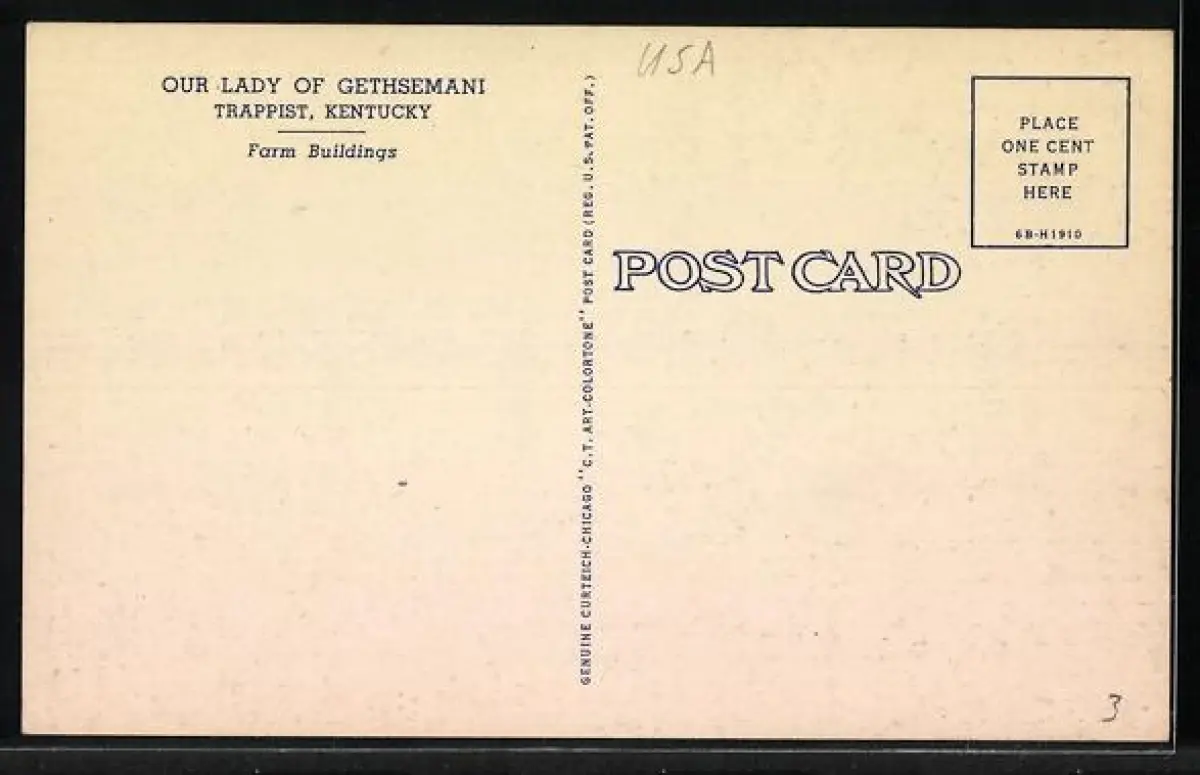 OUR LADY OF GETHSEMANI
TRAPPIST, KENTUCKY
Farm Buildings
GENUINE CURTEICH-CHICAGO "C.T. ART-COLORTONE" POST CARD (REG. U.S. PAT. OFF.)
USA
PLACE
ONE CENT
STAMP
HERE
6B-H1910
POST CARD
3